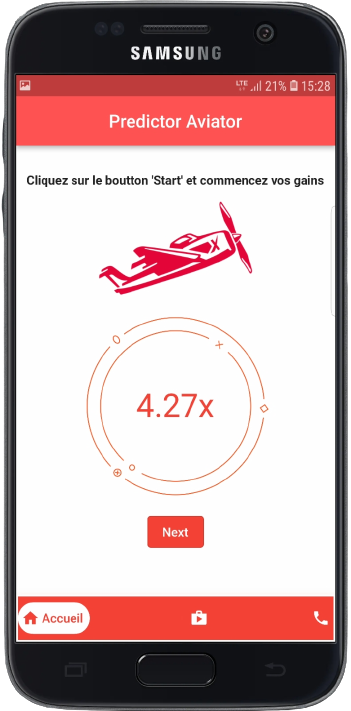 SAMSUNG
LTE 21% 15:28
Predictor Aviator
Cliquez sur le boutton 'Start' et commencez vos gains
X
4.27x
Next
Accueil